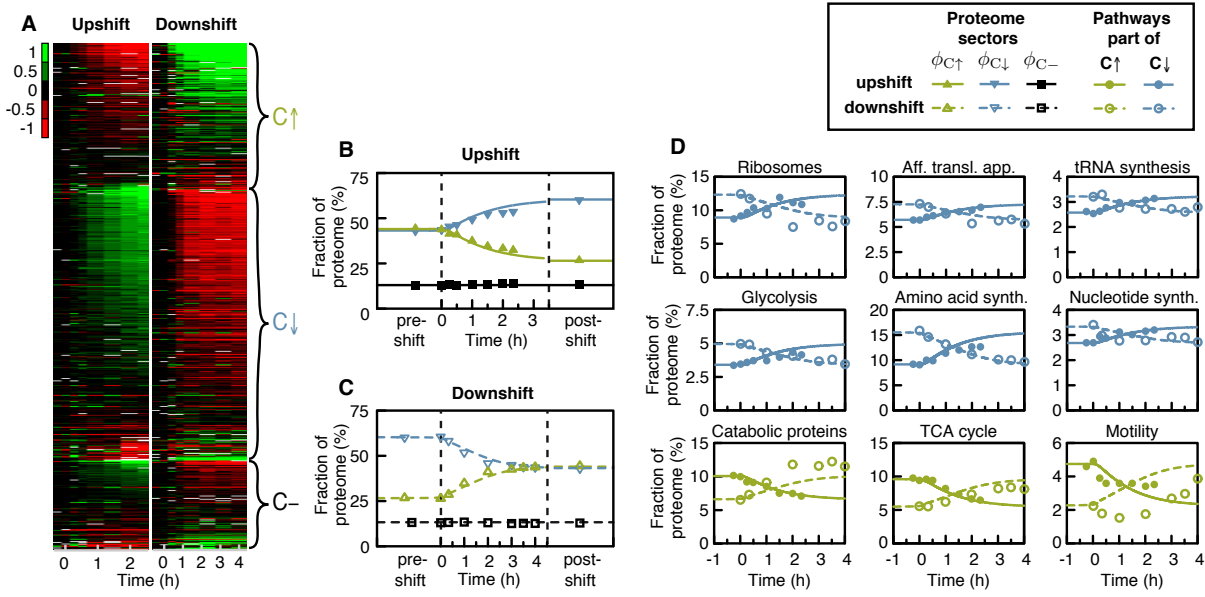 A
Upshift
Downshift
1
0.5
0
-0.5
-1
C↑
C↓
C−
0 1 2
0 1 2 3 4
Time (h)
Proteome sectors
Pathways part of
ϕC↑ ϕC↓ ϕC− C↑ C↓
upshift
downshift
B
Upshift
75
50
25
0
Fraction of
proteome (%)
pre-shift
0 1 2 3
Time (h)
post-shift
C
Downshift
75
50
25
0
Fraction of
proteome (%)
pre-shift
0 1 2 3 4
Time (h)
post-shift
D
Ribosomes
15
10
5
0
Aff. transl. app.
10
7.5
5
0
tRNA synthesis
4
3
2
1
0
Fraction of
proteome (%)
Glycolysis
7.5
5
2.5
0
Amino acid synth.
20
15
10
5
0
Nucleotide synth.
4
3
2
1
0
Fraction of
proteome (%)
Catabolic proteins
15
10
5
0
TCA cycle
15
10
5
0
Motility
6
4
2
0
Fraction of
proteome (%)
-1 0 1 2 3 4
-1 0 1 2 3 4
-1 0 1 2 3 4
Time (h)
Time (h)
Time (h)